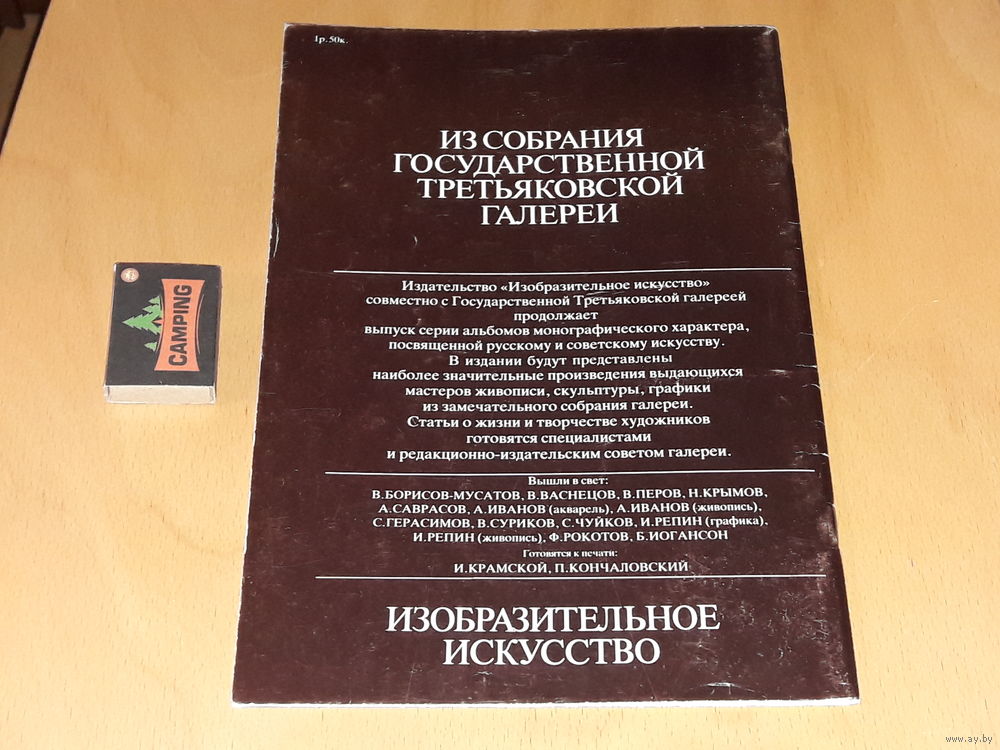 1р.50к.
ИЗ СОБРАНИЯ
ГОСУДАРСТВЕННОЙ
ТРЕТЬЯКОВСКОЙ
ГАЛЕРЕИ
Издательство «Изобразительное искусство»
совместно с Государственной Третьяковской галереей
продолжает
выпуск серии альбомов монографического характера,
посвященной русскому и советскому искусству.
В издании будут представлены
наиболее значительные произведения выдающихся
мастеров живописи, скульптуры, графики
из замечательного собрания галереи.
Статьи о жизни и творчестве художников
готовятся специалистами
и редакционно-издательским советом галереи.
Вышли в свет:
В.БОРИСОВ-МУСАТОВ, В.ВАСНЕЦОВ, В.ПЕРОВ, Н.КРЫМОВ,
А.САВРАСОВ, А.ИВАНОВ (акварель), А.ИВАНОВ (живопись),
С.ГЕРАСИМОВ, В.СУРИКОВ, С.ЧУЙКОВ, И.РЕПИН (графика),
И.РЕПИН (живопись), Ф.РОКОТОВ, Б.ИОГАНСОН
Готовятся к печати:
И.КРАМСКОЙ, П.КОНЧАЛОВСКИЙ
ИЗОБРАЗИТЕЛЬНОЕ
ИСКУССТВО
CAMPING
www.ay.by